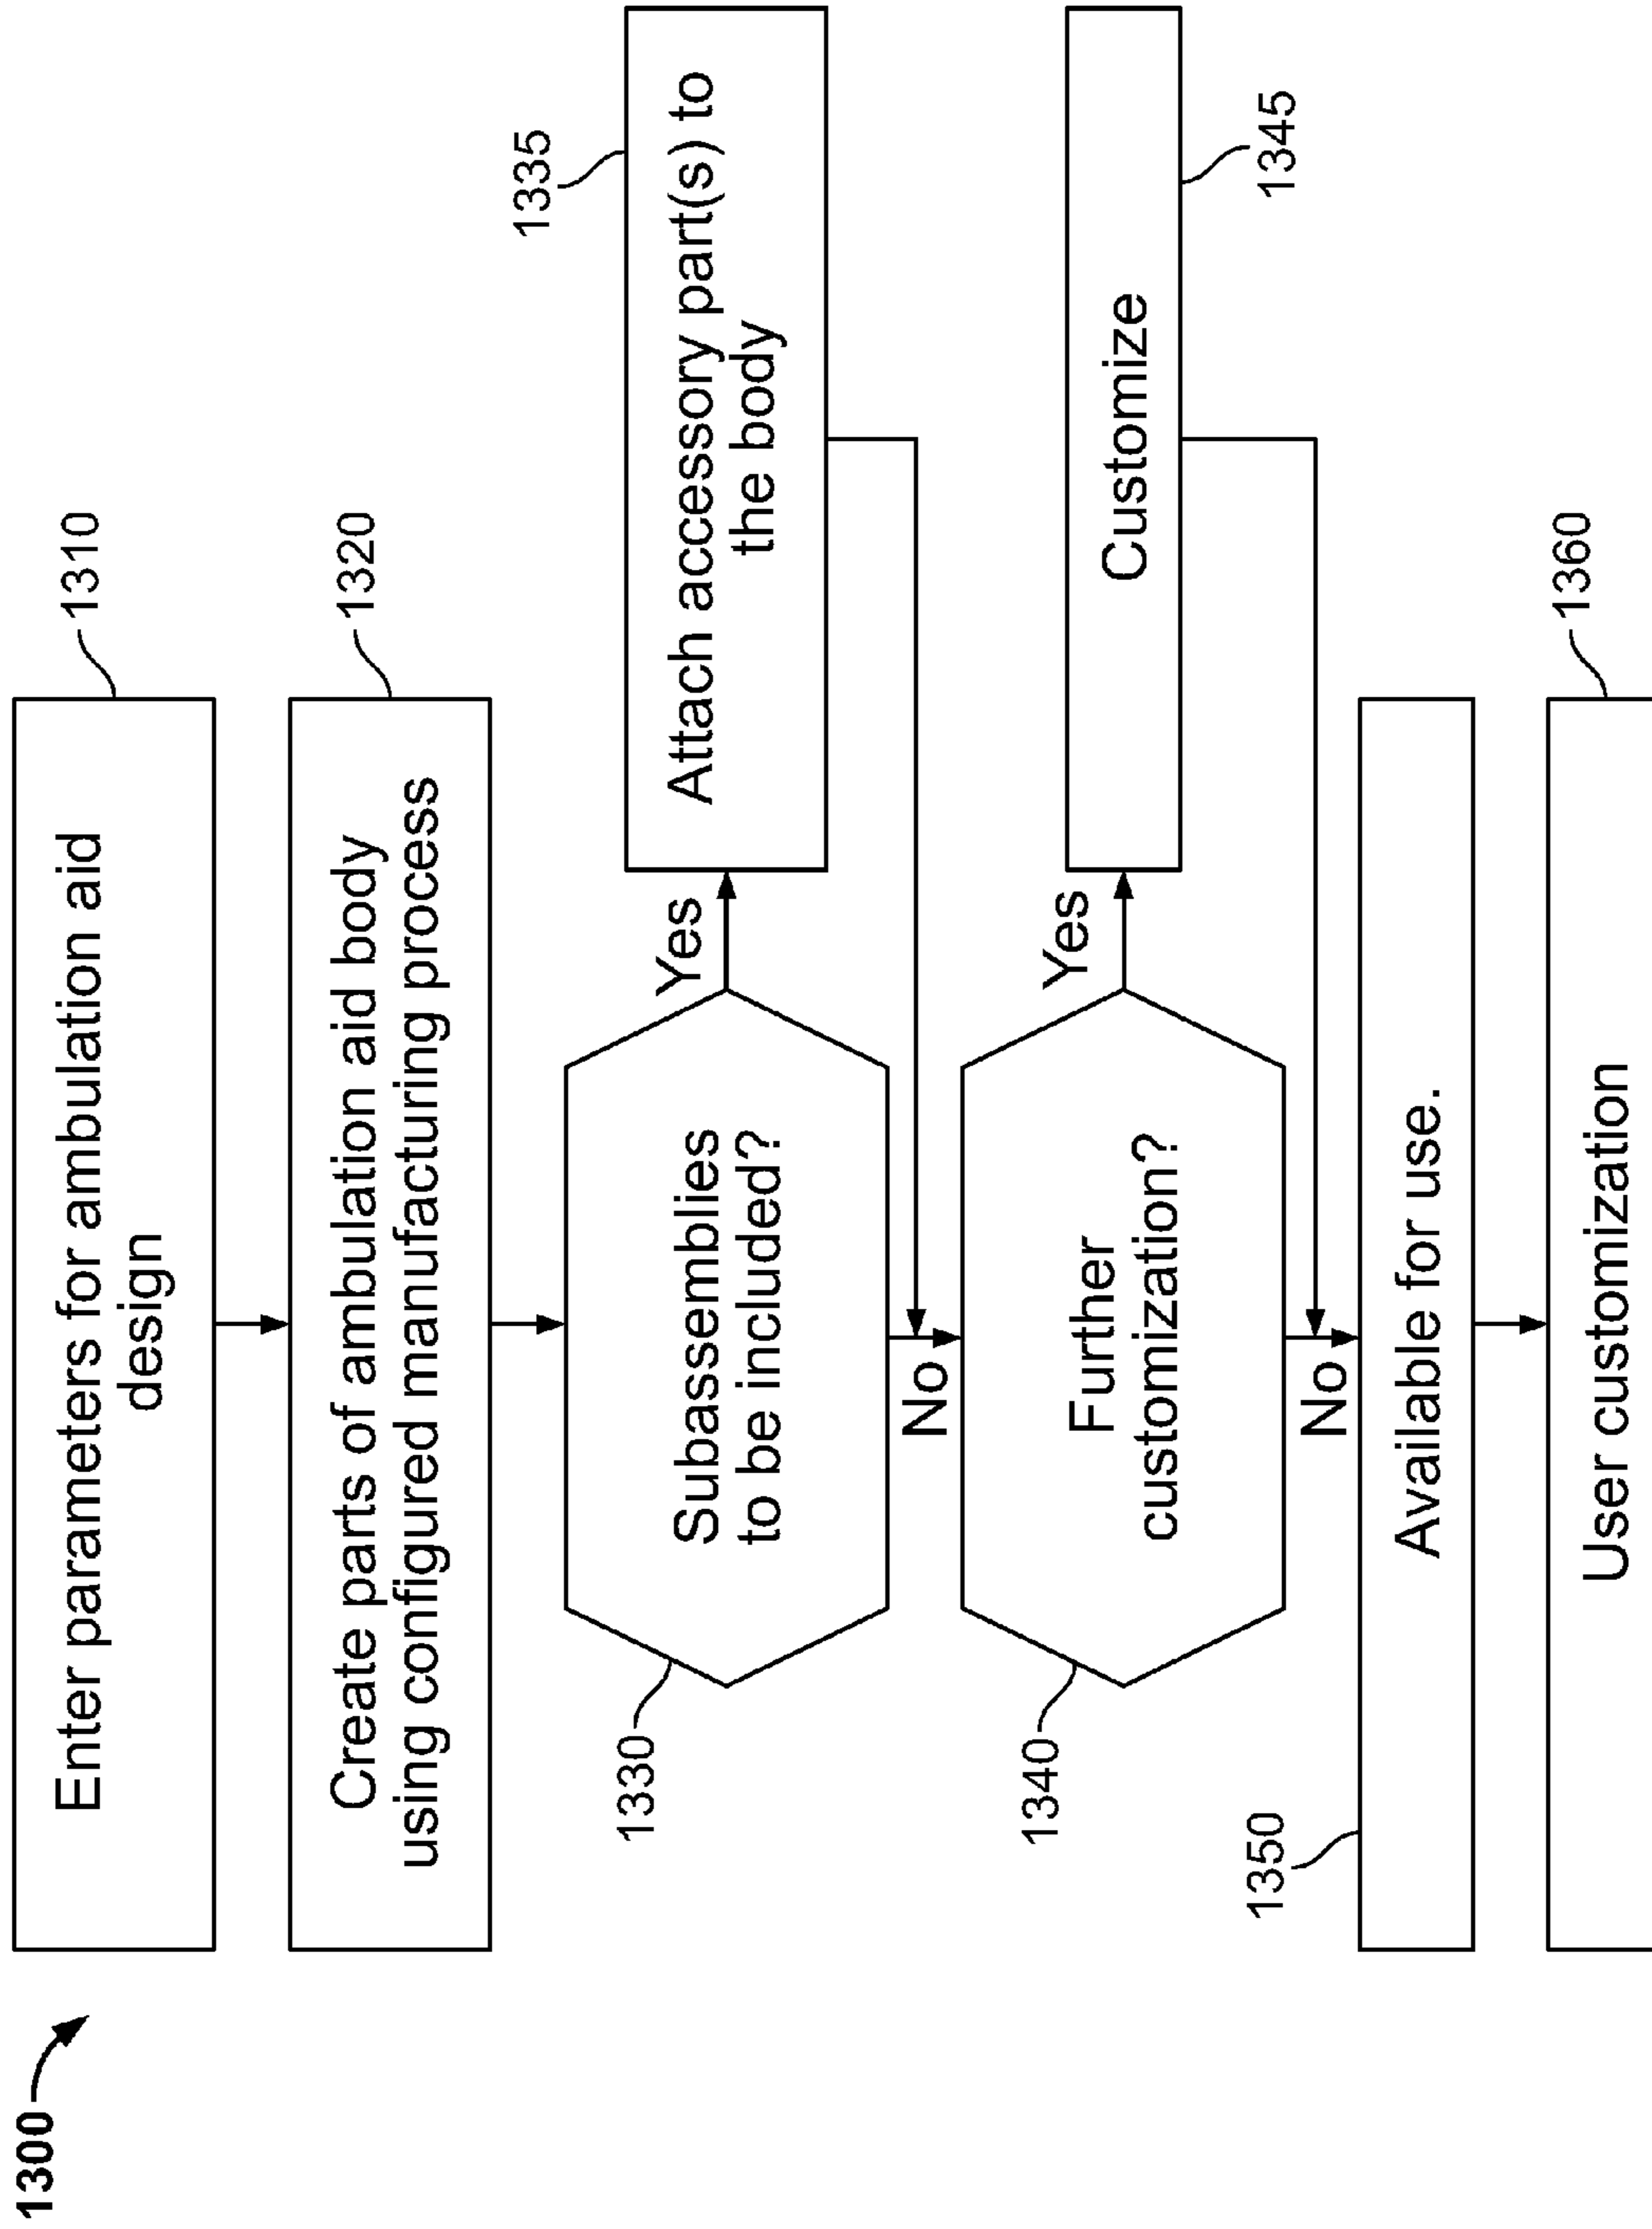 1300
Enter parameters for ambulation aid
design
1310
Create parts of ambulation aid body
using configured manufacturing process
1320
Subassemblies
to be included?
1330
Yes
Attach accessory part(s) to
the body
1335
No
Further
customization?
1340
Yes
Customize
1345
No
Available for use.
1350
User customization
1360